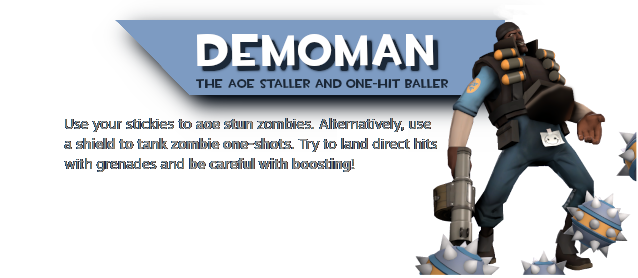 DEMOMAN
THE AOE STALLER AND ONE-HIT BALLER
Use your stickies to aoe stun zombies. Alternatively, use
a shield to tank zombie one-shots. Try to land direct hits
with grenades and be careful with boosting!